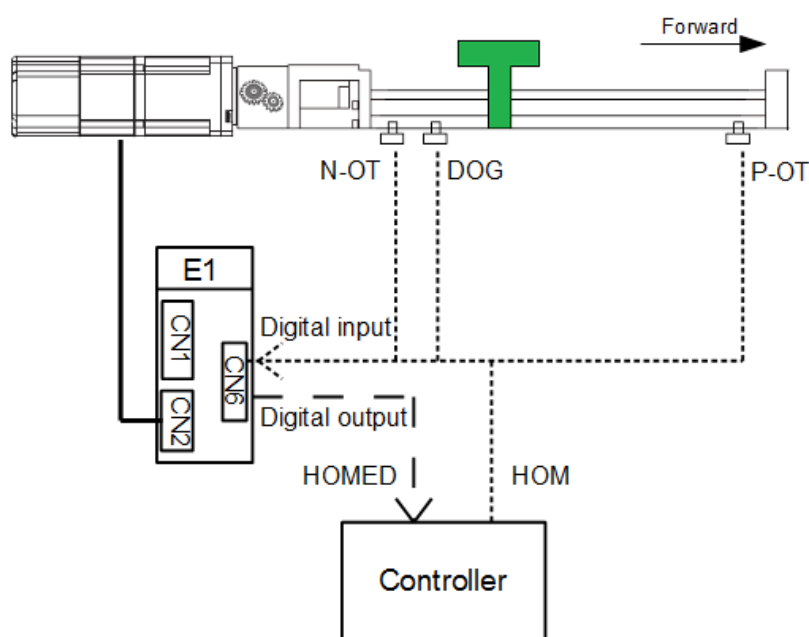 Forward
N-OT
DOG
P-OT
E1
CN1
Digital input
CN6
CN2
Digital output
HOMED
HOM
Controller